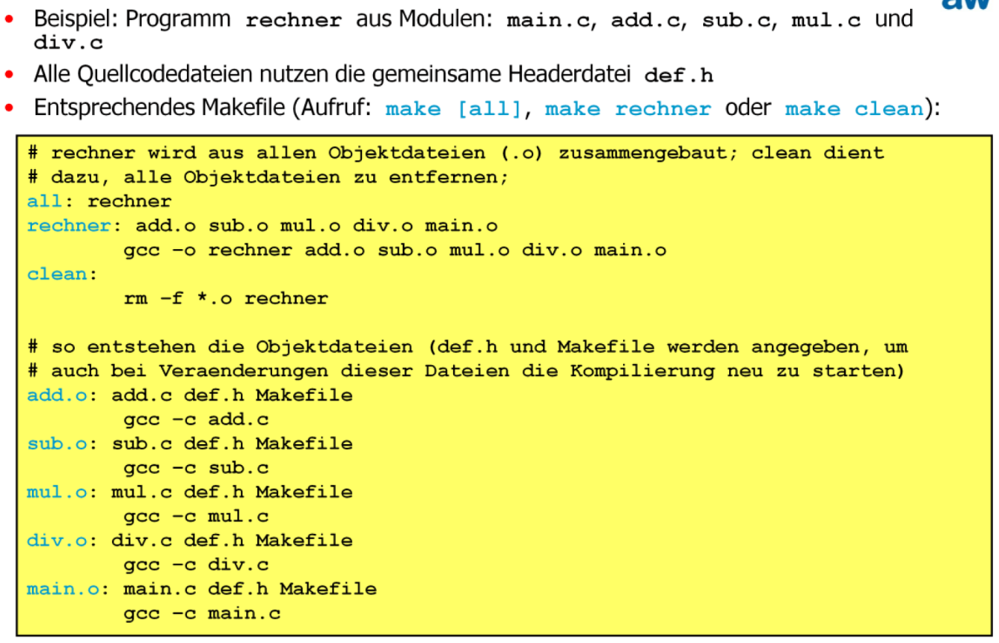 aw
• Beispiel: Programm rechner aus Modulen: main.c, add.c, sub.c, mul.c und
div.c
• Alle Quellcodedateien nutzen die gemeinsame Headerdatei def.h
• Entsprechendes Makefile (Aufruf: make [all], make rechner oder make clean):
# rechner wird aus allen Objektdateien (.o) zusammengebaut; clean dient
# dazu, alle Objektdateien zu entfernen;
all: rechner
rechner: add.o sub.o mul.o div.o main.o
        gcc –o rechner add.o sub.o mul.o div.o main.o
clean:
        rm –f *.o rechner
# so entstehen die Objektdateien (def.h und Makefile werden angegeben, um
# auch bei Veraenderungen dieser Dateien die Kompilierung neu zu starten)
add.o: add.c def.h Makefile
        gcc –c add.c
sub.o: sub.c def.h Makefile
        gcc –c sub.c
mul.o: mul.c def.h Makefile
        gcc –c mul.c
div.o: div.c def.h Makefile
        gcc –c div.c
main.o: main.c def.h Makefile
        gcc –c main.c